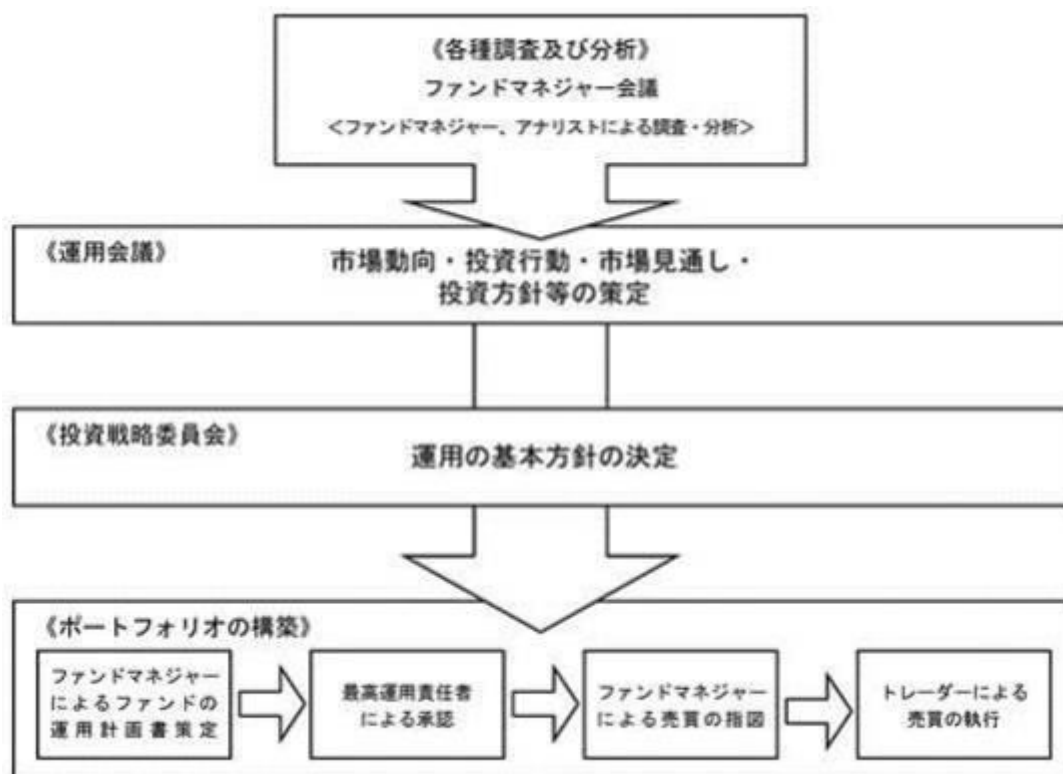 《各種調査及び分析》
ファンドマネジャー会議
＜ファンドマネジャー、アナリストによる調査・分析＞
《運用会議》
市場動向・投資行動・市場見通し・
投資方針等の策定
《投資戦略委員会》
運用の基本方針の決定
《ポートフォリオの構築》
ファンドマネジャー
によるファンドの
運用計画書策定
最高運用責任者
による承認
ファンドマネジャー
による売買の指図
トレーダーによる
売買の執行